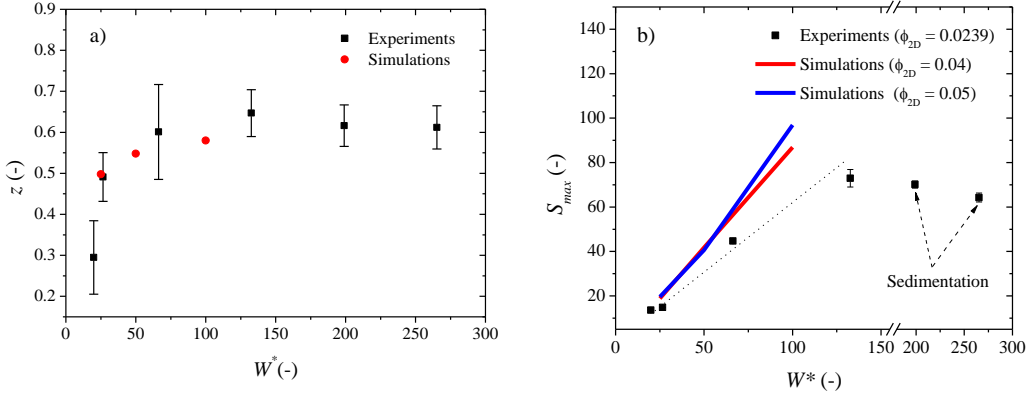 a)
Experiments
Simulations
0.9
0.8
0.7
0.6
0.5
0.4
0.3
0.2
z (-)
0 50 100 150 200 250 300
W* (-)
b)
Experiments (ϕ2D = 0.0239)
Simulations (ϕ2D = 0.04)
Simulations (ϕ2D = 0.05)
140
120
100
80
60
40
20
Smax (-)
Sedimentation
0 50 100 150 200 250 300
W* (-)